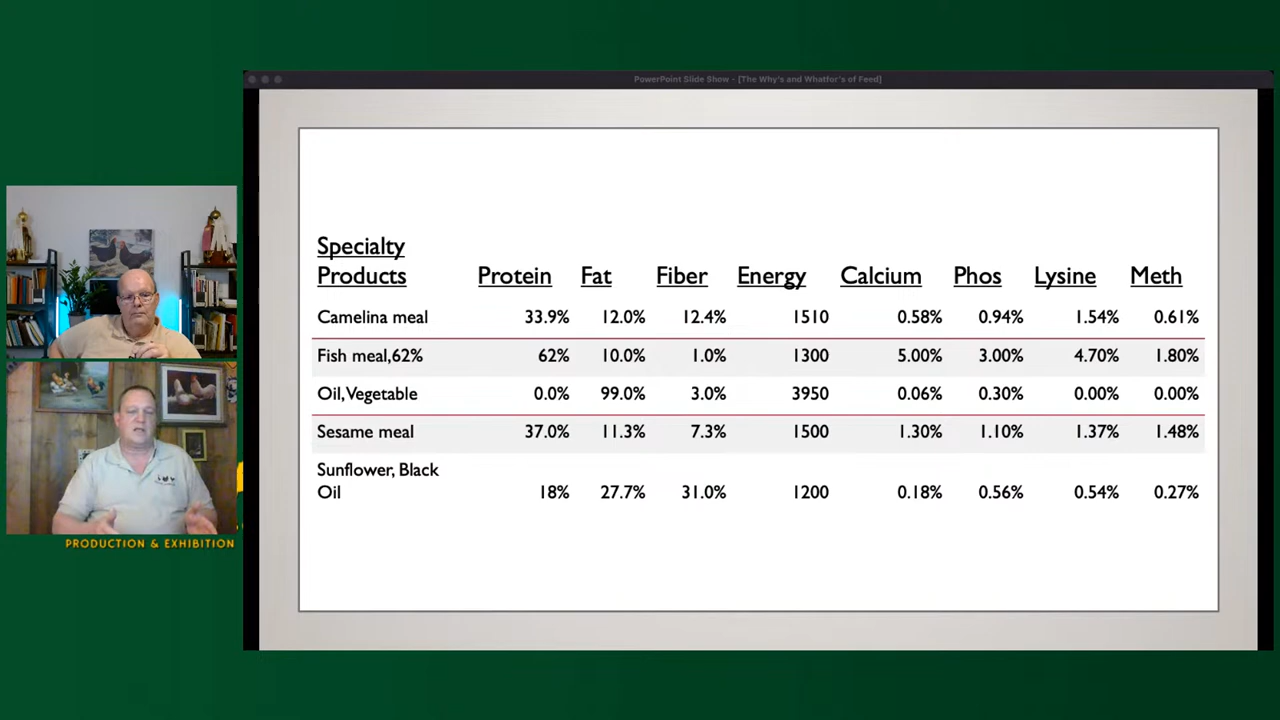 PowerPoint Slide Show - [The Why's and Whatfor's of Feed]
Specialty
Products Protein Fat Fiber Energy Calcium Phos Lysine Meth
Camelina meal 33.9% 12.0% 12.4% 1510 0.58% 0.94% 1.54% 0.61%
Fish meal,62% 62% 10.0% 1.0% 1300 5.00% 3.00% 4.70% 1.80%
Oil, Vegetable 0.0% 99.0% 3.0% 3950 0.06% 0.30% 0.00% 0.00%
Sesame meal 37.0% 11.3% 7.3% 1500 1.30% 1.10% 1.37% 1.48%
Sunflower, Black
Oil 18% 27.7% 31.0% 1200 0.18% 0.56% 0.54% 0.27%
PRODUCTION & EXHIBITION